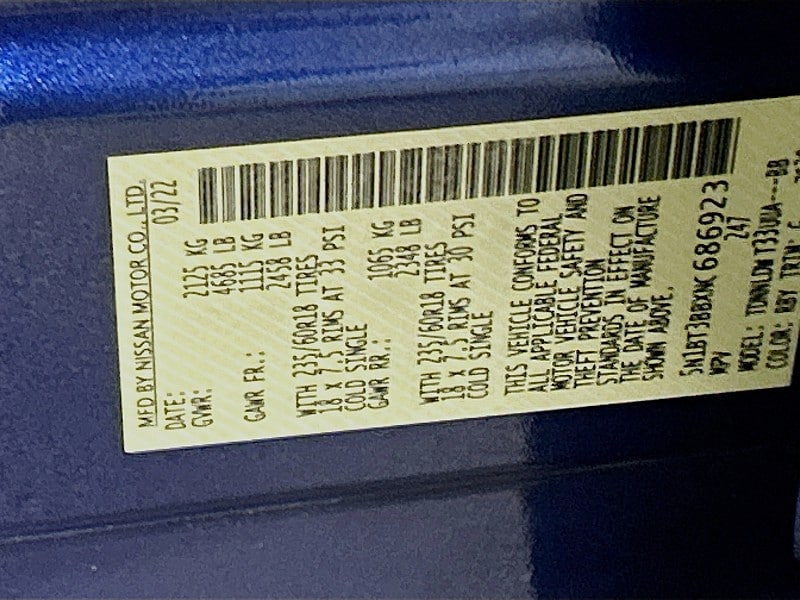 MFD BY NISSAN MOTOR CO., LTD.
DATE: 03/22
GVWR: 2125 KG
4685 LB
GAWR FR.: 1115 KG
2458 LB
WITH 235/60R18 TIRES
18 X 7.5 RIMS AT 33 PSI
COLD SINGLE
GAWR RR.: 1065 KG
2348 LB
WITH 235/60R18 TIRES
18 X 7.5 RIMS AT 30 PSI
COLD SINGLE
THIS VEHICLE CONFORMS TO
ALL APPLICABLE FEDERAL
MOTOR VEHICLE SAFETY AND
THEFT PREVENTION
STANDARDS IN EFFECT ON
THE DATE OF MANUFACTURE
SHOWN ABOVE.
5N1BT3BBXNC686923
MPV 247
MODEL:
COLOR: RBY TRIM: G